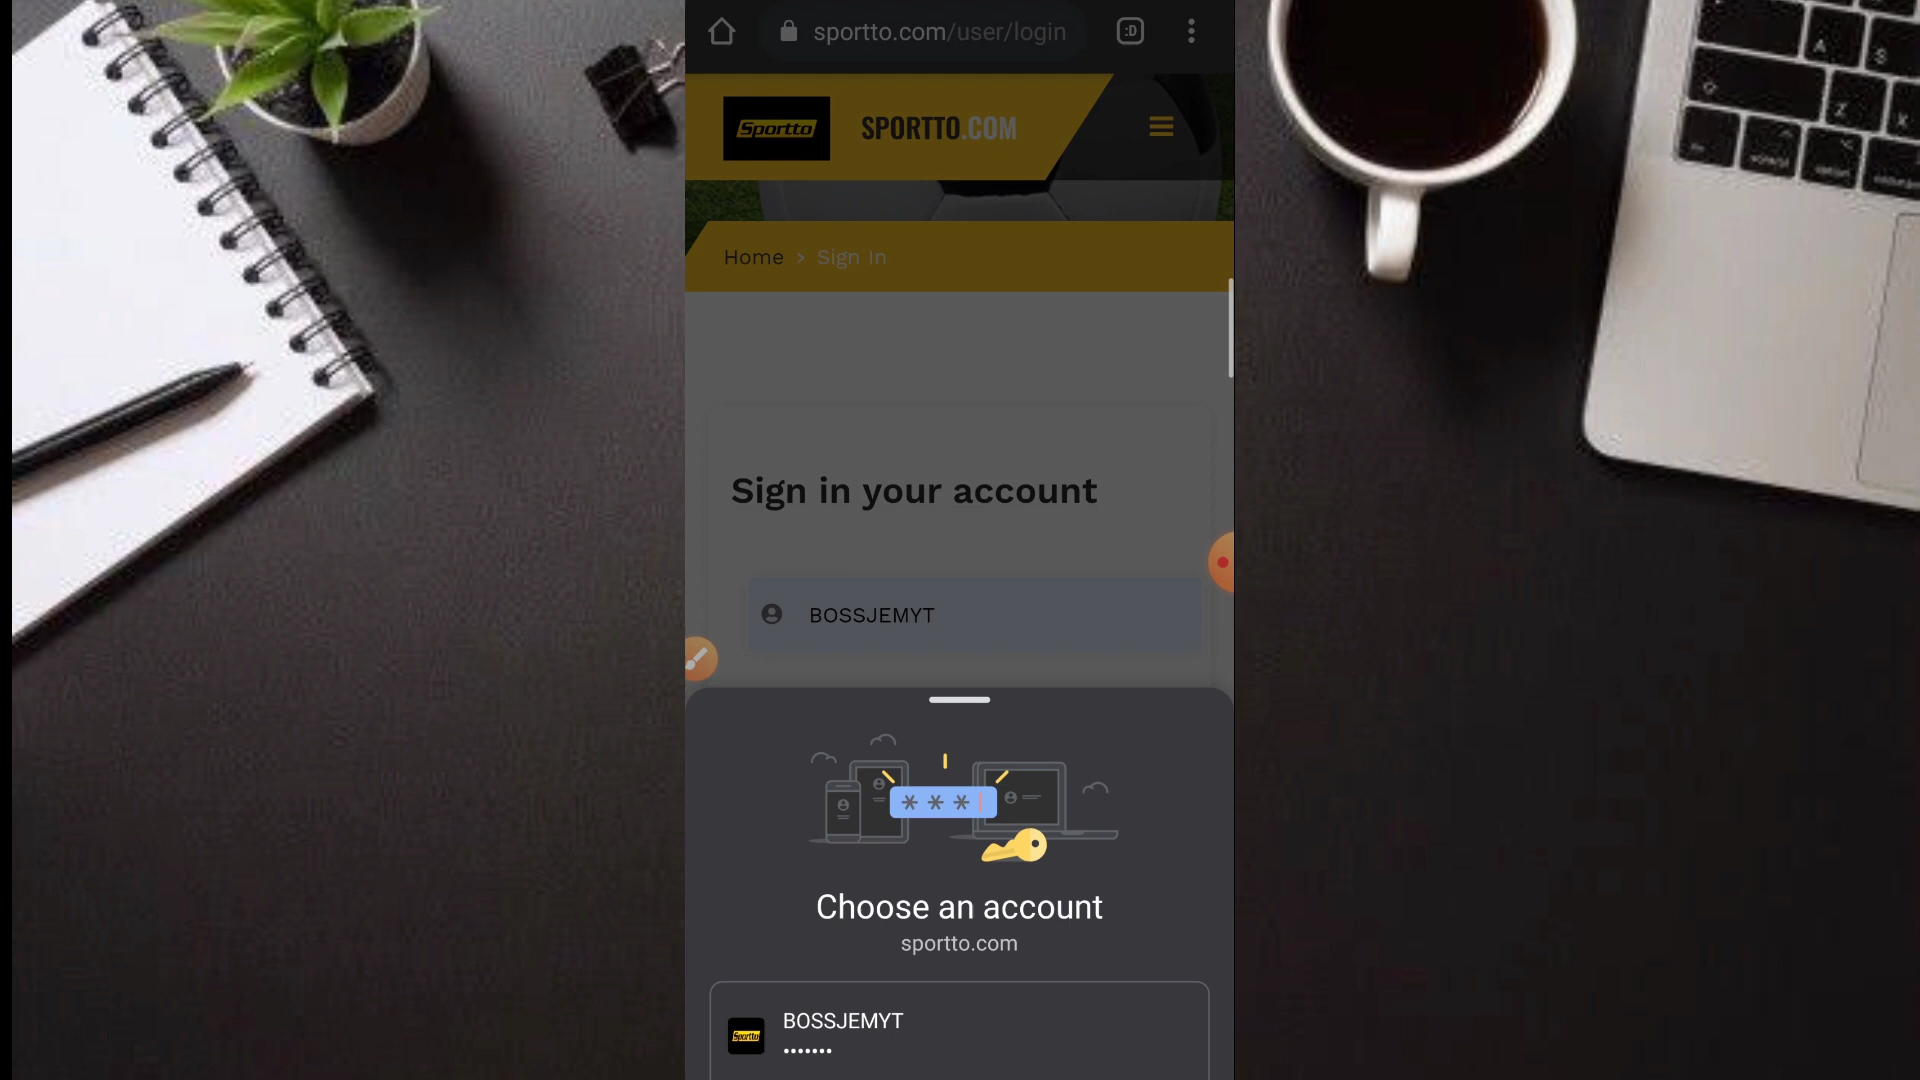 sportto.com/user/login
:D
Sportto
SPORTTO.COM
Home > Sign In
Sign in your account
BOSSJEMYT
* * *
Choose an account
sportto.com
Sportto
BOSSJEMYT
•••••••
A
S
Z
X